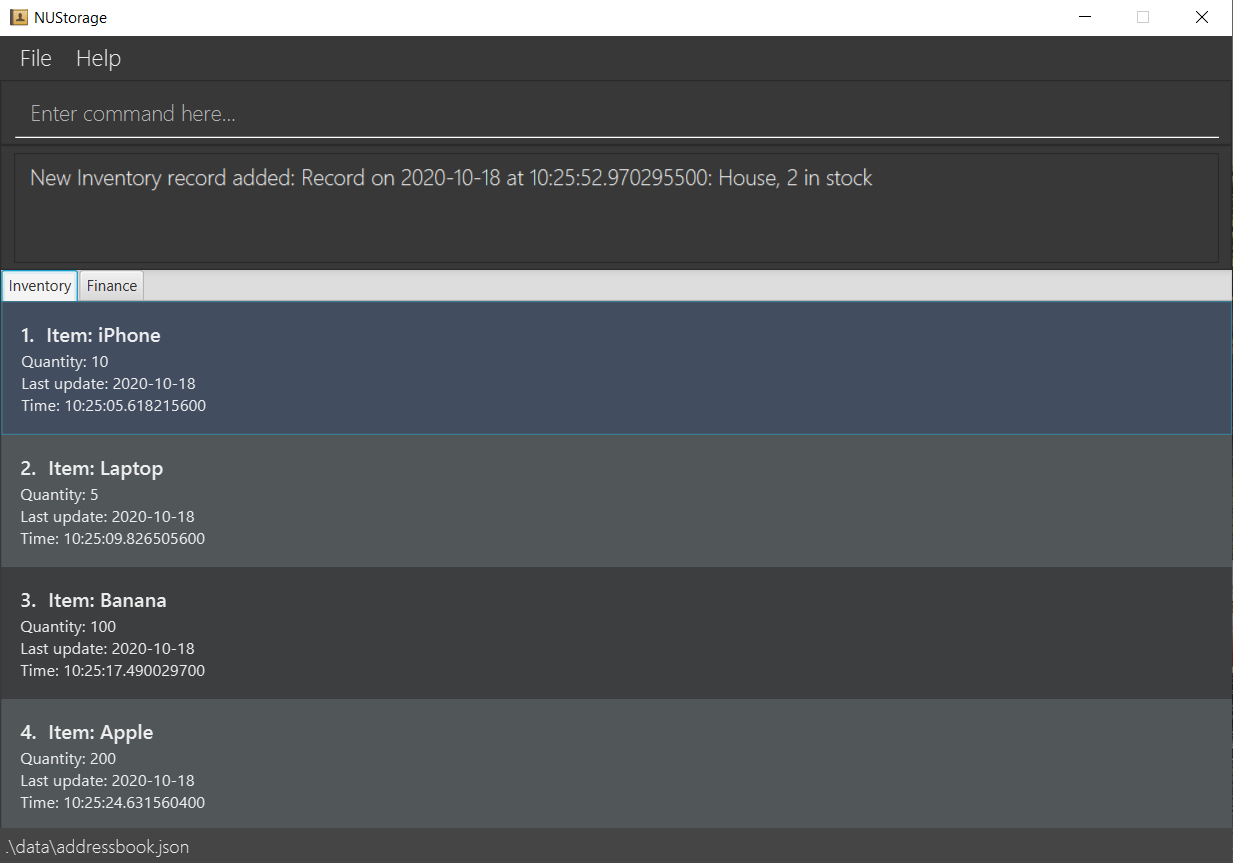 NUStorage
File Help
Enter command here...
New Inventory record added: Record on 2020-10-18 at 10:25:52.970295500: House, 2 in stock
Inventory Finance
1. Item: iPhone
Quantity: 10
Last update: 2020-10-18
Time: 10:25:05.618215600
2. Item: Laptop
Quantity: 5
Last update: 2020-10-18
Time: 10:25:09.826505600
3. Item: Banana
Quantity: 100
Last update: 2020-10-18
Time: 10:25:17.490029700
4. Item: Apple
Quantity: 200
Last update: 2020-10-18
Time: 10:25:24.631560400
.\data\addressbook.json